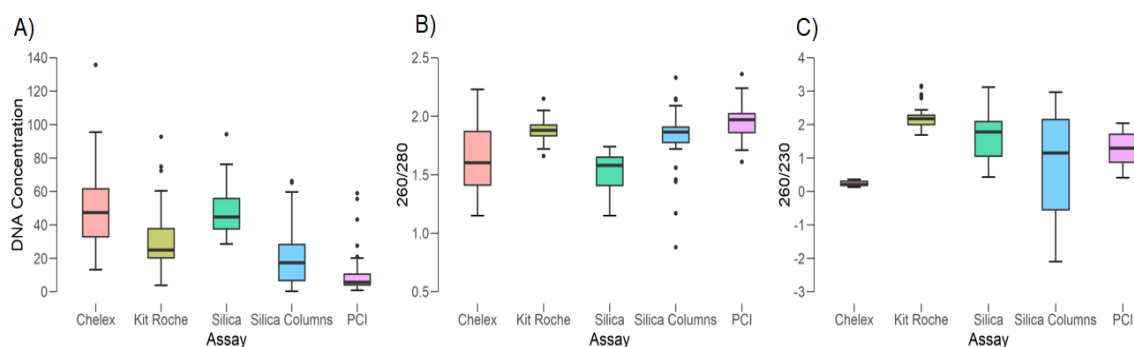 A)
DNA Concentration
140
120
100
80
60
40
20
0
Chelex Kit Roche Silica Silica Columns PCI
Assay
B)
260/280
2.5
2.0
1.5
1.0
0.5
Chelex Kit Roche Silica Silica Columns PCI
Assay
C)
260/230
4
3
2
1
0
-1
-2
-3
Chelex Kit Roche Silica Silica Columns PCI
Assay